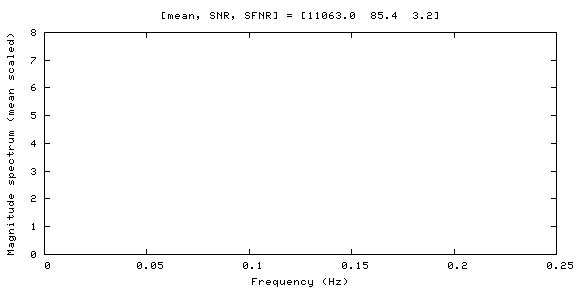 [mean, SNR, SFNR] = [11063.0 85.4 3.2]
Magnitude spectrum (mean scaled)
8
7
6
5
4
3
2
1
0
0 0.05 0.1 0.15 0.2 0.25
Frequency (Hz)